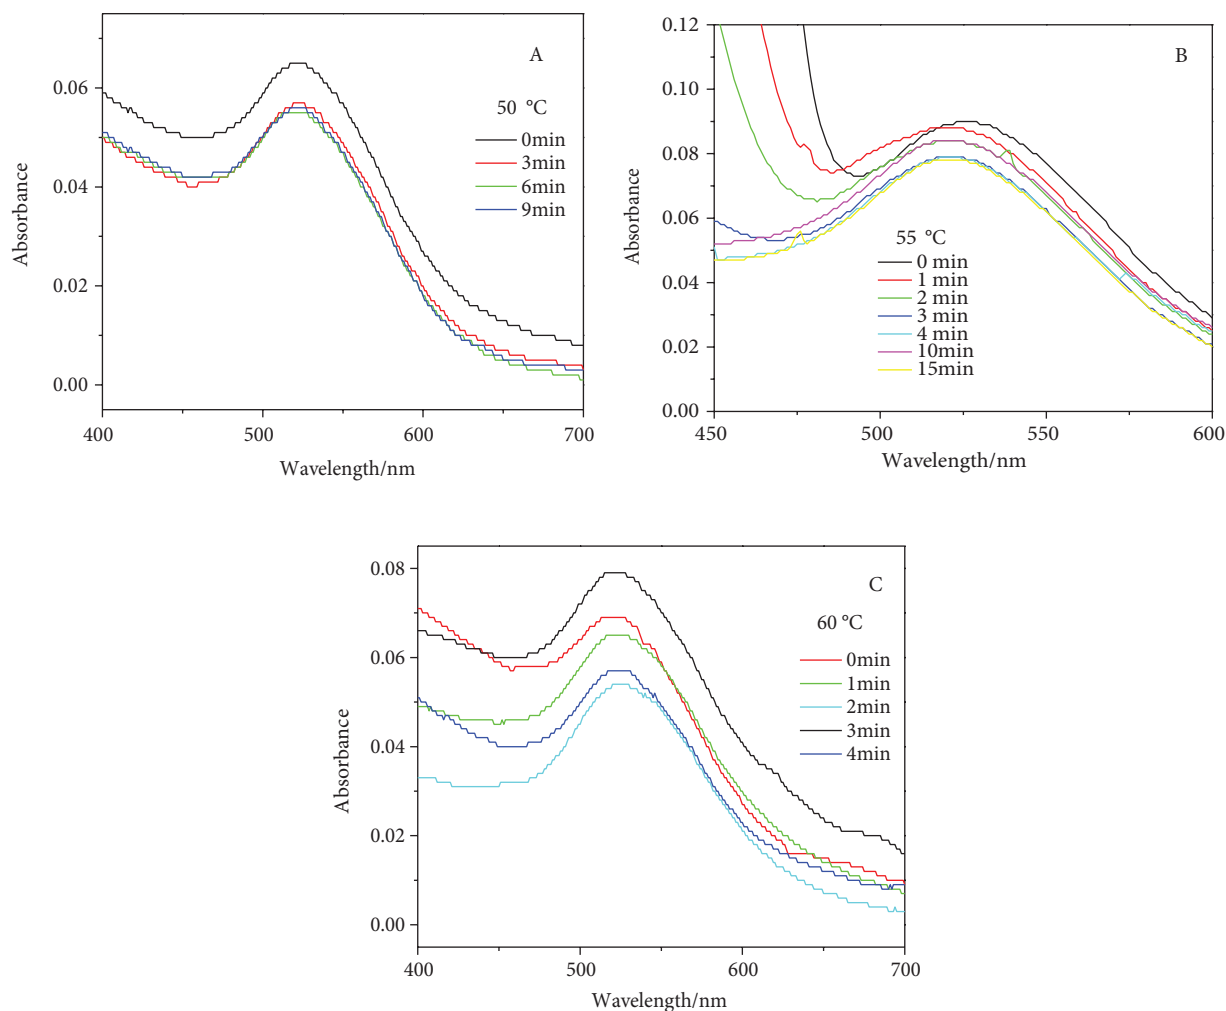 A
50 °C
0min
3min
6min
9min
0.06
0.04
0.02
0.00
Absorbance
400
500
600
700
Wavelength/nm
B
55 °C
0 min
1 min
2 min
3 min
4 min
10min
15min
0.12
0.10
0.08
0.06
0.04
0.02
0.00
Absorbance
450
500
550
600
Wavelength/nm
C
60 °C
0min
1min
2min
3min
4min
0.08
0.06
0.04
0.02
0.00
Absorbance
400
500
600
700
Wavelength/nm